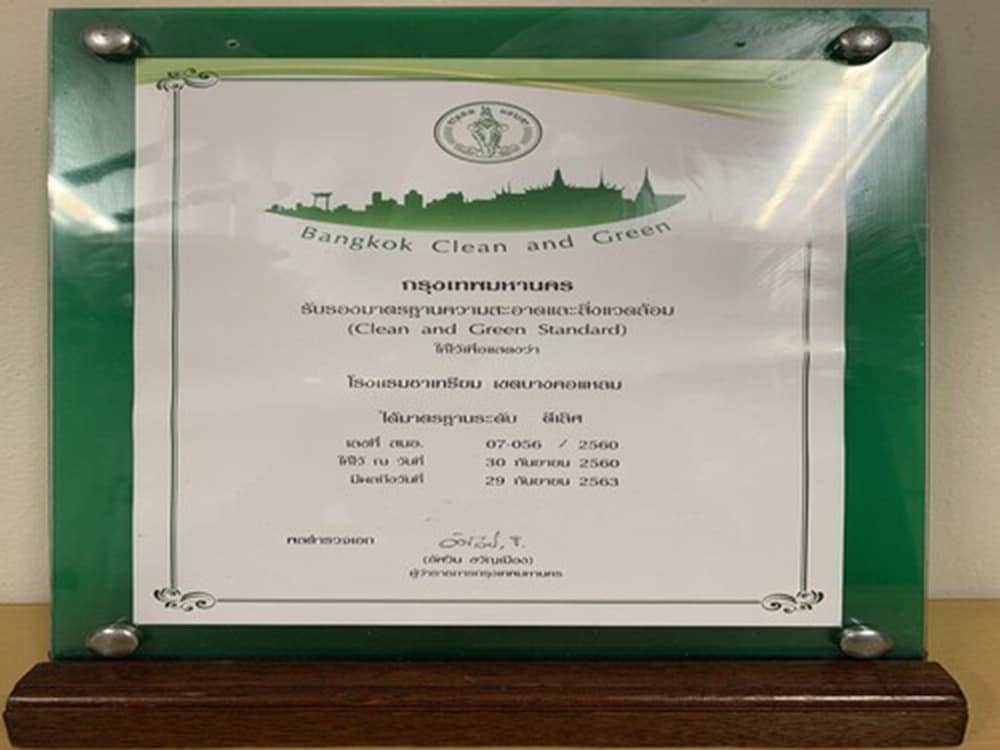 Bangkok Clean and Green
กรุงเทพมหานคร
รับรองมาตรฐานความสะอาดและสิ่งแวดล้อม
(Clean and Green Standard)
ให้ไว้เพื่อแสดงว่า
โรงแรมชาเทรียม เขตบางคอแหลม
ได้มาตรฐานระดับ ดีเลิศ
เลขที่ สนอ. 07-056 / 2560
ให้ไว้ ณ วันที่ 30 กันยายน 2560
มีผลถึงวันที่ 29 กันยายน 2563
พลตำรวจเอก
(อัศวิน ขวัญเมือง)
ผู้ว่าราชการกรุงเทพมหานคร